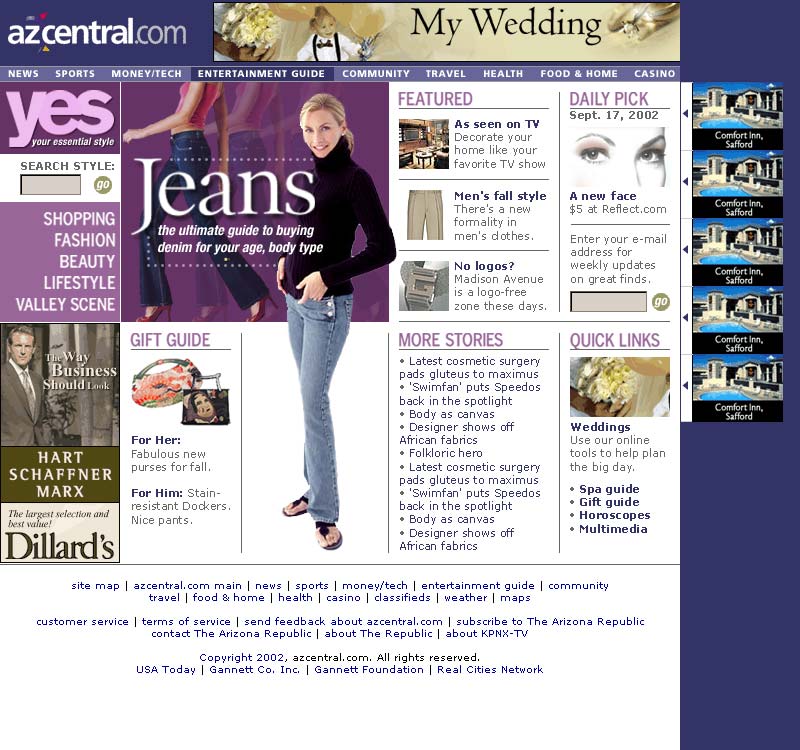 azcentral.com
My Wedding
NEWS SPORTS MONEY/TECH ENTERTAINMENT GUIDE COMMUNITY TRAVEL HEALTH FOOD & HOME CASINO
yes
your essential style
SEARCH STYLE:
go
SHOPPING
FASHION
BEAUTY
LIFESTYLE
VALLEY SCENE
The Way
Business
Should Look
HART
SCHAFFNER
MARX
The largest selection and
best value!
Dillard's
Jeans
the ultimate guide to buying
denim for your age, body type
GIFT GUIDE
For Her:
Fabulous new
purses for fall.
For Him: Stain-
resistant Dockers.
Nice pants.
FEATURED
As seen on TV
Decorate your
home like your
favorite TV show
Men's fall style
There's a new
formality in
men's clothes.
No logos?
Madison Avenue
is a logo-free
zone these days.
MORE STORIES
• Latest cosmetic surgery
pads gluteus to maximus
• 'Swimfan' puts Speedos
back in the spotlight
• Body as canvas
• Designer shows off
African fabrics
• Folkloric hero
• Latest cosmetic surgery
pads gluteus to maximus
• 'Swimfan' puts Speedos
back in the spotlight
• Body as canvas
• Designer shows off
African fabrics
DAILY PICK
Sept. 17, 2002
A new face
$5 at Reflect.com
Enter your e-mail
address for
weekly updates
on great finds.
go
QUICK LINKS
Weddings
Use our online
tools to help plan
the big day.
• Spa guide
• Gift guide
• Horoscopes
• Multimedia
Comfort Inn,
Safford
Comfort Inn,
Safford
Comfort Inn,
Safford
Comfort Inn,
Safford
Comfort Inn,
Safford
site map | azcentral.com main | news | sports | money/tech | entertainment guide | community
travel | food & home | health | casino | classifieds | weather | maps
customer service | terms of service | send feedback about azcentral.com | subscribe to The Arizona Republic
contact The Arizona Republic | about The Republic | about KPNX-TV
Copyright 2002, azcentral.com. All rights reserved.
USA Today | Gannett Co. Inc. | Gannett Foundation | Real Cities Network